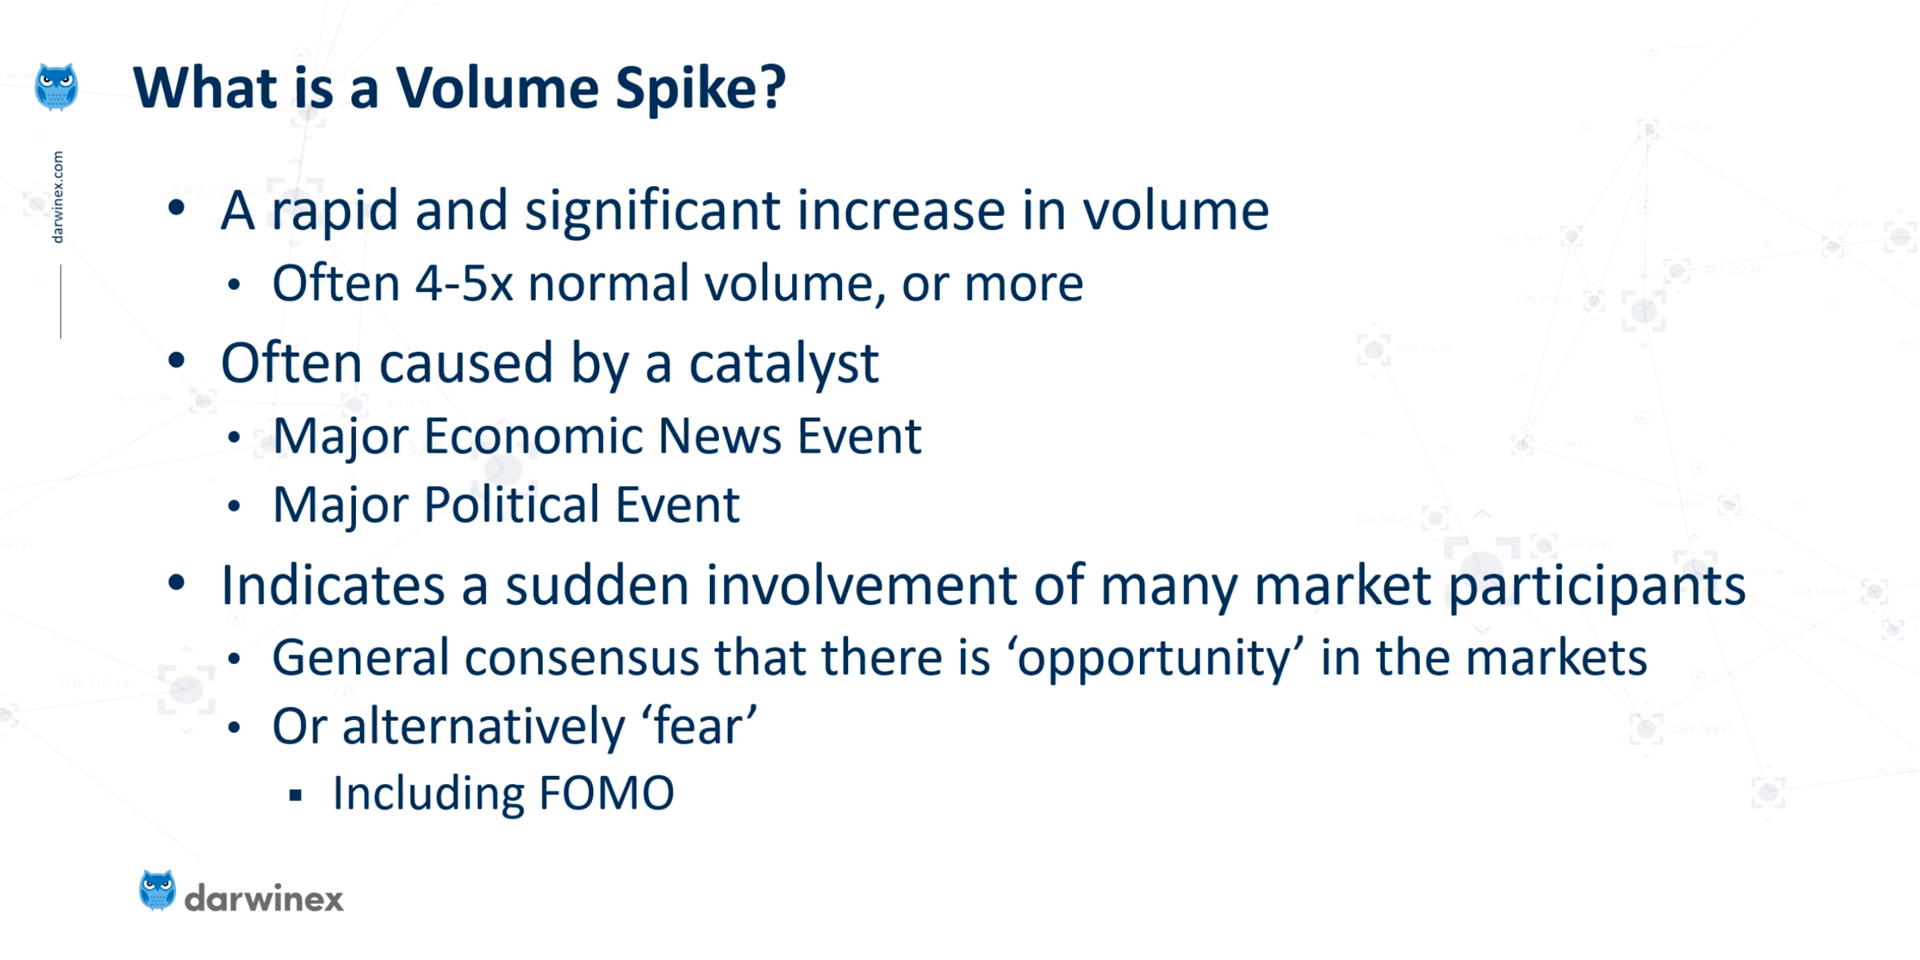 What is a Volume Spike?
darwinex.com
• A rapid and significant increase in volume
• Often 4-5x normal volume, or more
• Often caused by a catalyst
• Major Economic News Event
• Major Political Event
• Indicates a sudden involvement of many market participants
• General consensus that there is ‘opportunity’ in the markets
• Or alternatively ‘fear’
▪ Including FOMO
darwinex